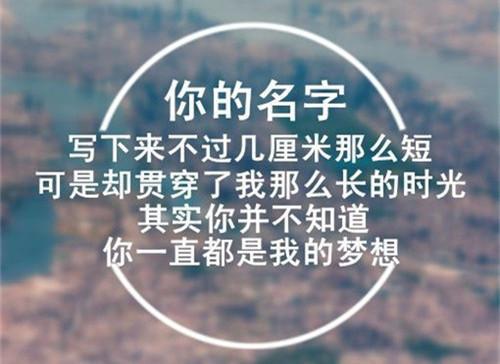 你的名字
写下来不过几厘米那么短
可是却贯穿了我那么长的时光
其实你并不知道
你一直都是我的梦想